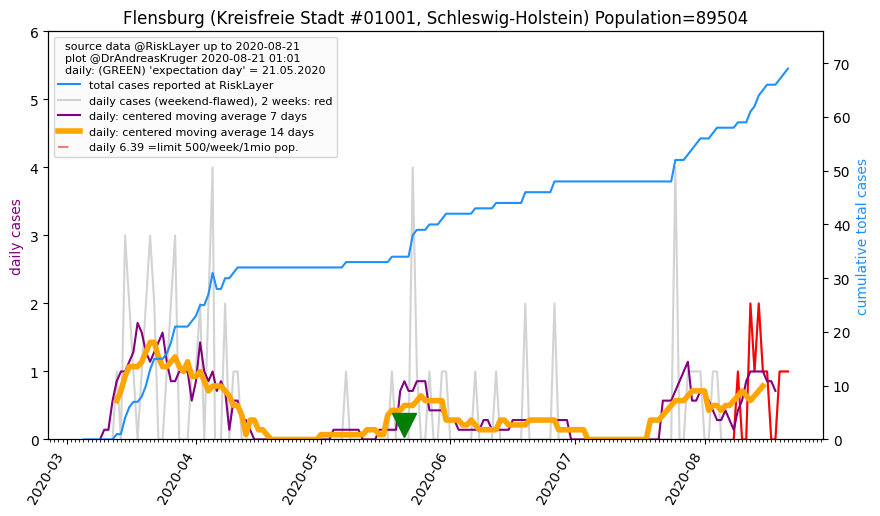 Flensburg (Kreisfreie Stadt #01001, Schleswig-Holstein) Population=89504
source data @RiskLayer up to 2020-08-21
plot @DrAndreasKruger 2020-08-21 01:01
daily: (GREEN) 'expectation day' = 21.05.2020
total cases reported at RiskLayer
daily cases (weekend-flawed), 2 weeks: red
daily: centered moving average 7 days
daily: centered moving average 14 days
daily 6.39 =limit 500/week/1mio pop.
daily cases
6
5
4
3
2
1
0
cumulative total cases
70
60
50
40
30
20
10
0
2020-03
2020-04
2020-05
2020-06
2020-07
2020-08